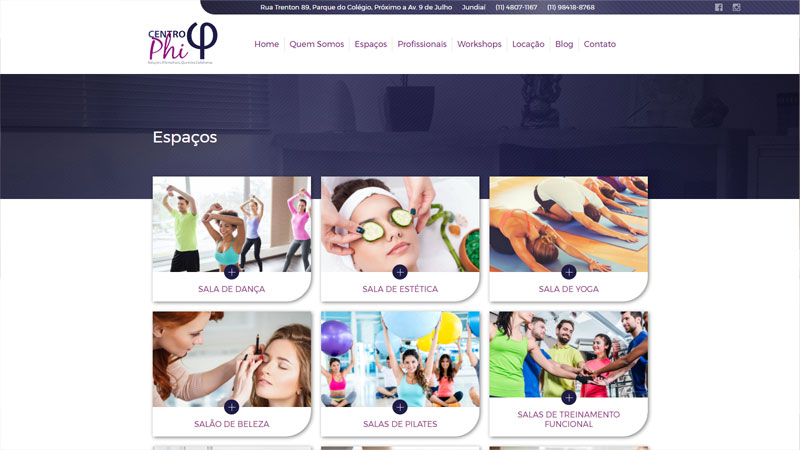 Rua Trenton 89, Parque do Colégio, Próximo a Av. 9 de Julho Jundiaí (11) 4807-1167 (11) 98418-8768
CENTRO
Phi
Home Quem Somos Espaços Profissionais Workshops Locação Blog Contato
Espaços
SALA DE DANÇA
SALA DE ESTÉTICA
SALA DE YOGA
SALÃO DE BELEZA
SALAS DE PILATES
SALAS DE TREINAMENTO
FUNCIONAL